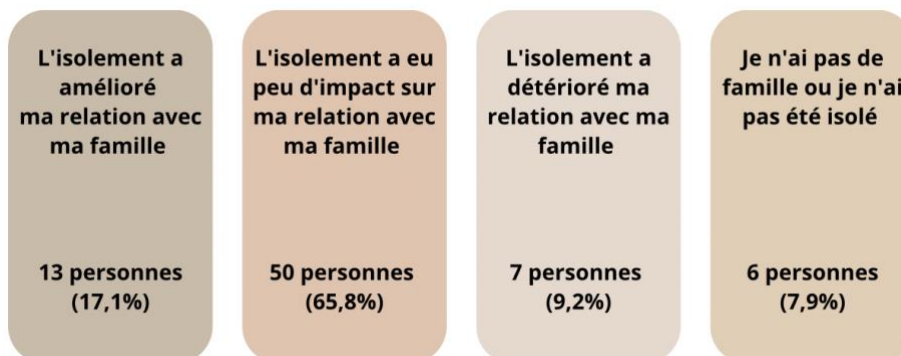 L'isolement a
amélioré
ma relation avec
ma famille
13 personnes
(17,1%)
L'isolement a eu
peu d'impact sur
ma relation avec
ma famille
50 personnes
(65,8%)
L'isolement a
détérioré ma
relation avec ma
famille
7 personnes
(9,2%)
Je n'ai pas de
famille ou je n'ai
pas été isolé
6 personnes
(7,9%)